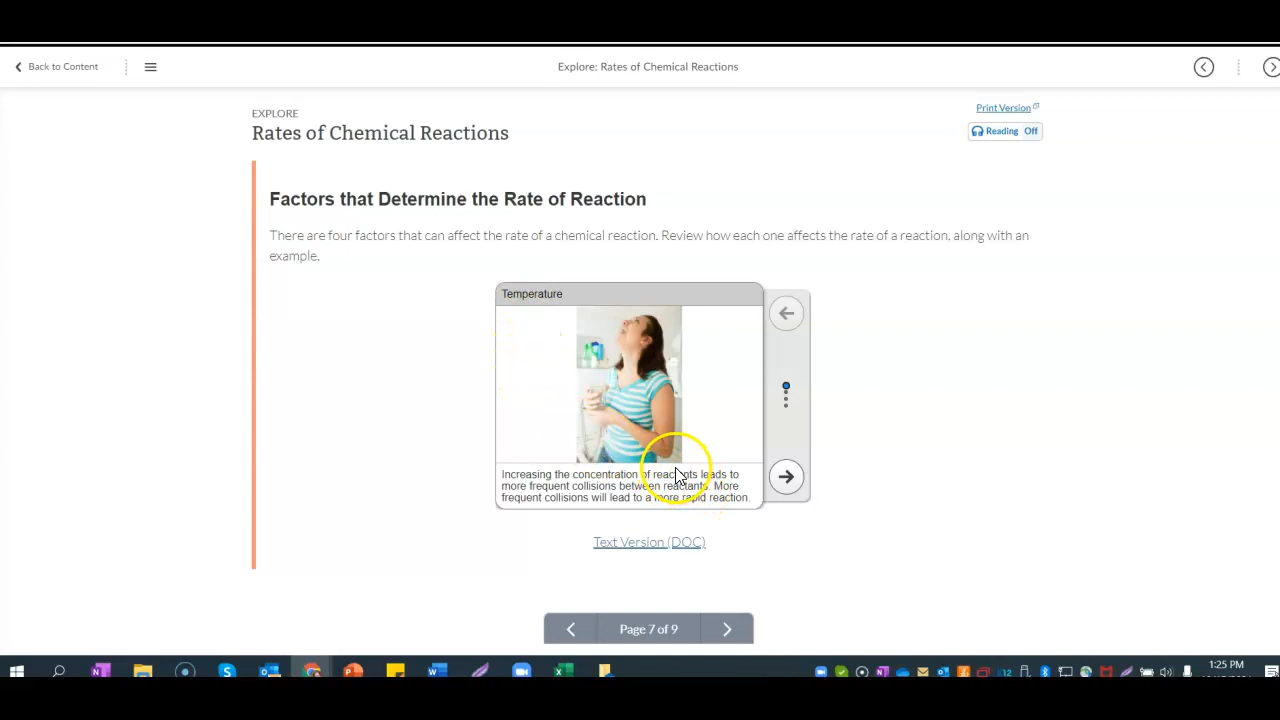 Back to Content
Explore: Rates of Chemical Reactions
EXPLORE
Print Version
Rates of Chemical Reactions
Reading Off
Factors that Determine the Rate of Reaction
There are four factors that can affect the rate of a chemical reaction. Review how each one affects the rate of a reaction, along with an
example.
Temperature
Increasing the concentration of reactants leads to
more frequent collisions between reactants. More
frequent collisions will lead to a more rapid reaction.
Text Version (DOC)
Page 7 of 9
1:25 PM